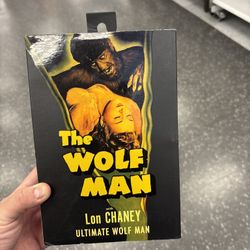 The
WOLF
MAN
with
Lon CHANEY
ULTIMATE WOLF MAN